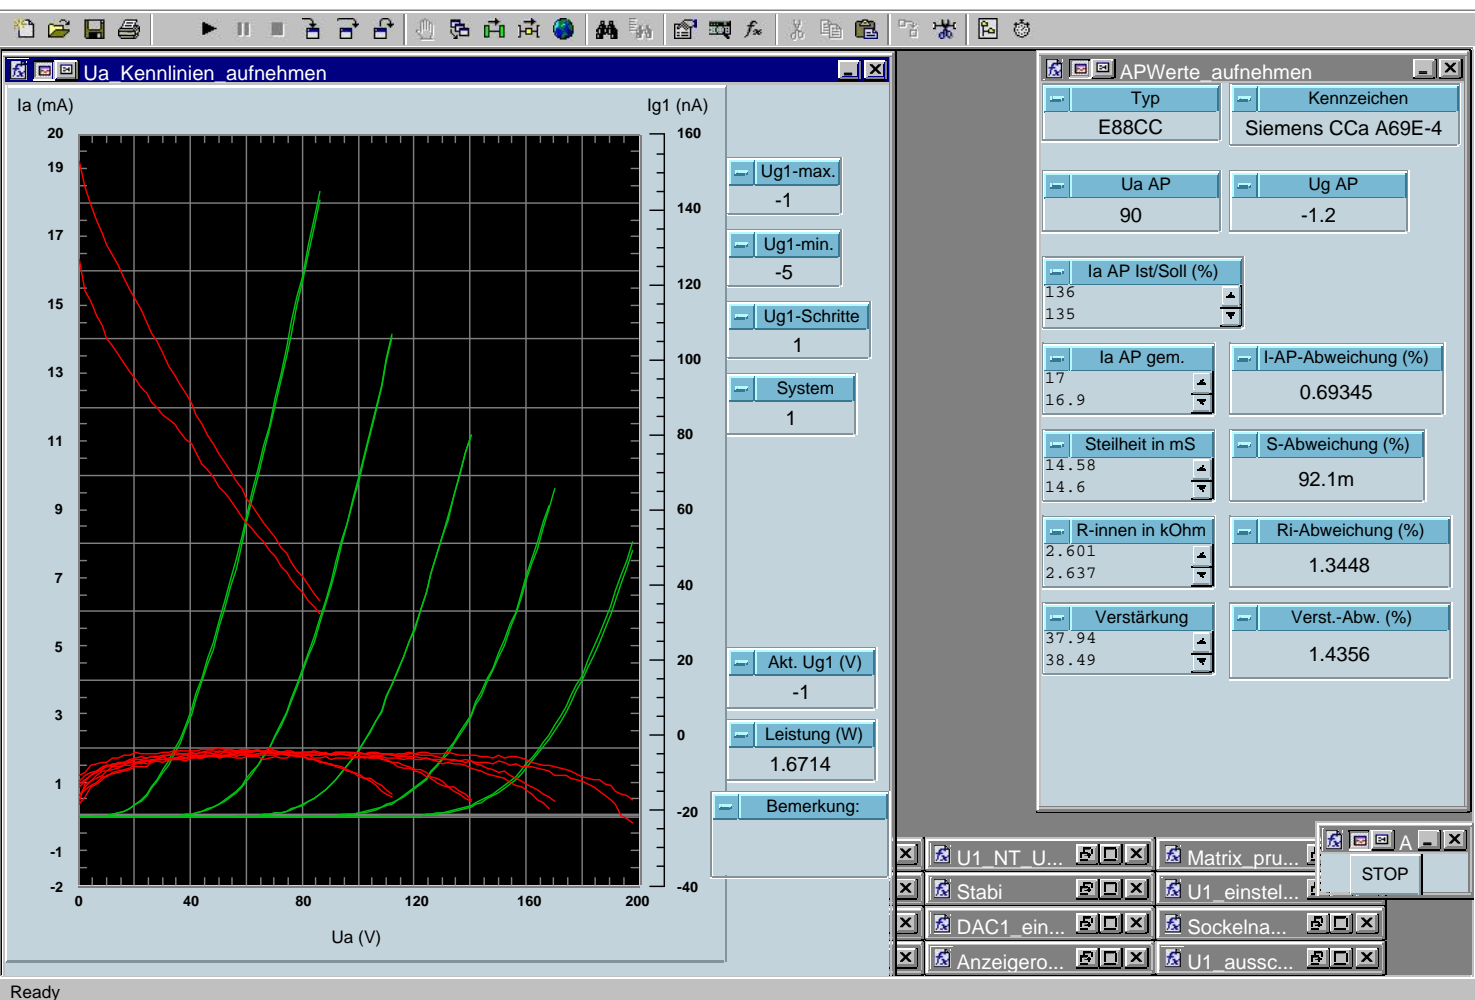 Ua_Kennlinien_aufnehmen
Ia (mA)
Ig1 (nA)
20
19
17
15
13
11
9
7
5
3
1
-1
-2
160
140
120
100
80
60
40
20
0
-20
-40
0
40
80
120
160
200
Ua (V)
Ug1-max.
-1
Ug1-min.
-5
Ug1-Schritte
1
System
1
Akt. Ug1 (V)
-1
Leistung (W)
1.6714
Bemerkung:
APWerte_aufnehmen
Typ
E88CC
Kennzeichen
Siemens CCa A69E-4
Ua AP
90
Ug AP
-1.2
Ia AP Ist/Soll (%)
136
135
Ia AP gem.
17
16.9
I-AP-Abweichung (%)
0.69345
Steilheit in mS
14.58
14.6
S-Abweichung (%)
92.1m
R-innen in kOhm
2.601
2.637
Ri-Abweichung (%)
1.3448
Verstärkung
37.94
38.49
Verst.-Abw. (%)
1.4356
A
STOP
U1_NT_U...
Matrix_pru...
Stabi
U1_einstel...
DAC1_ein...
Sockelna...
Anzeigero...
U1_aussc...
Ready